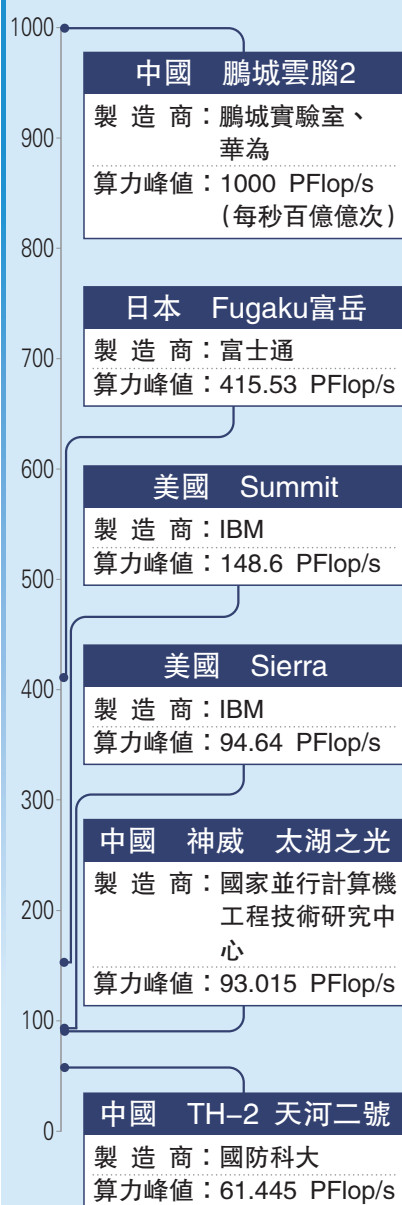 1000
中國 鵬城雲腦2
製造商：鵬城實驗室、
華為
算力峰值：1000 PFlop/s
(每秒百億億次)
900
800
日本 Fugaku富岳
製造商：富士通
算力峰值：415.53 PFlop/s
700
600
美國 Summit
製造商：IBM
算力峰值：148.6 PFlop/s
500
美國 Sierra
製造商：IBM
算力峰值：94.64 PFlop/s
400
300
中國 神威 太湖之光
製造商：國家並行計算機
工程技術研究中
心
算力峰值：93.015 PFlop/s
200
100
中國 TH–2 天河二號
製造商：國防科大
算力峰值：61.445 PFlop/s
0